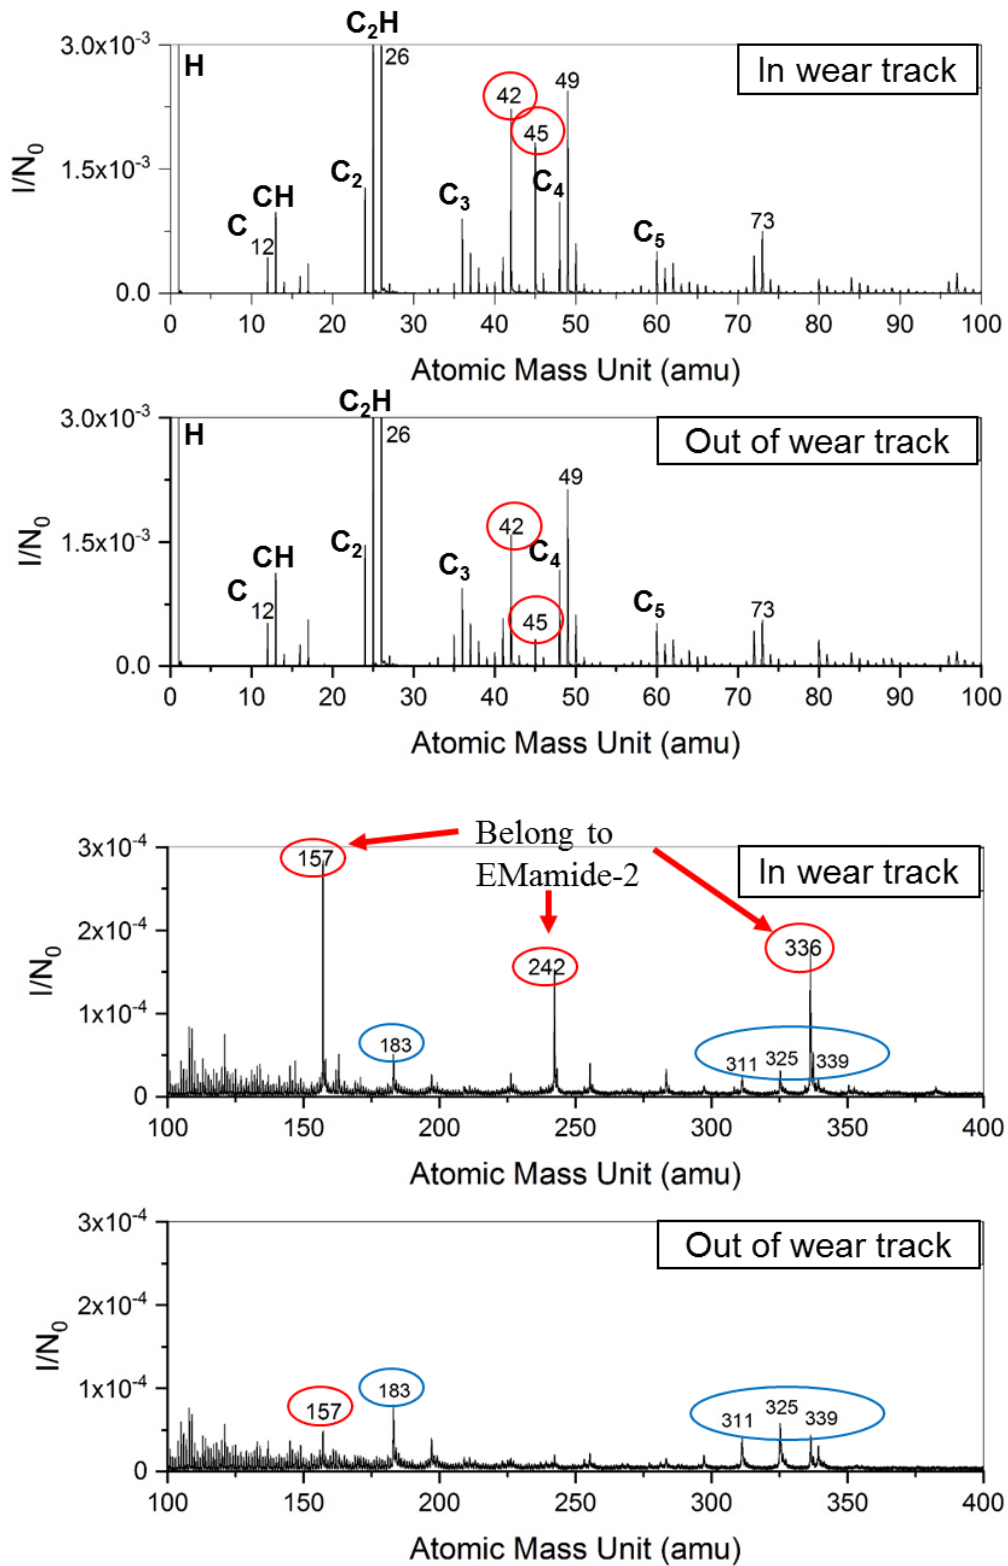 C₂H
3.0x10⁻³
H
26
In wear track
42
49
45
1.5x10⁻³
I/N₀
C₂
CH
C₃
C₄
C
12
C₅
73
0.0
0 10 20 30 40 50 60 70 80 90 100
Atomic Mass Unit (amu)
C₂H
3.0x10⁻³
H
26
Out of wear track
49
42
1.5x10⁻³
I/N₀
C₂
CH
C₃
C₄
C
12
45
C₅
73
0.0
0 10 20 30 40 50 60 70 80 90 100
Atomic Mass Unit (amu)
Belong to
EMamide-2
3x10⁻⁴
157
In wear track
2x10⁻⁴
242
336
I/N₀
1x10⁻⁴
183
311 325 339
0
100 150 200 250 300 350 400
Atomic Mass Unit (amu)
3x10⁻⁴
Out of wear track
2x10⁻⁴
I/N₀
1x10⁻⁴
157
183
311 325 339
0
100 150 200 250 300 350 400
Atomic Mass Unit (amu)